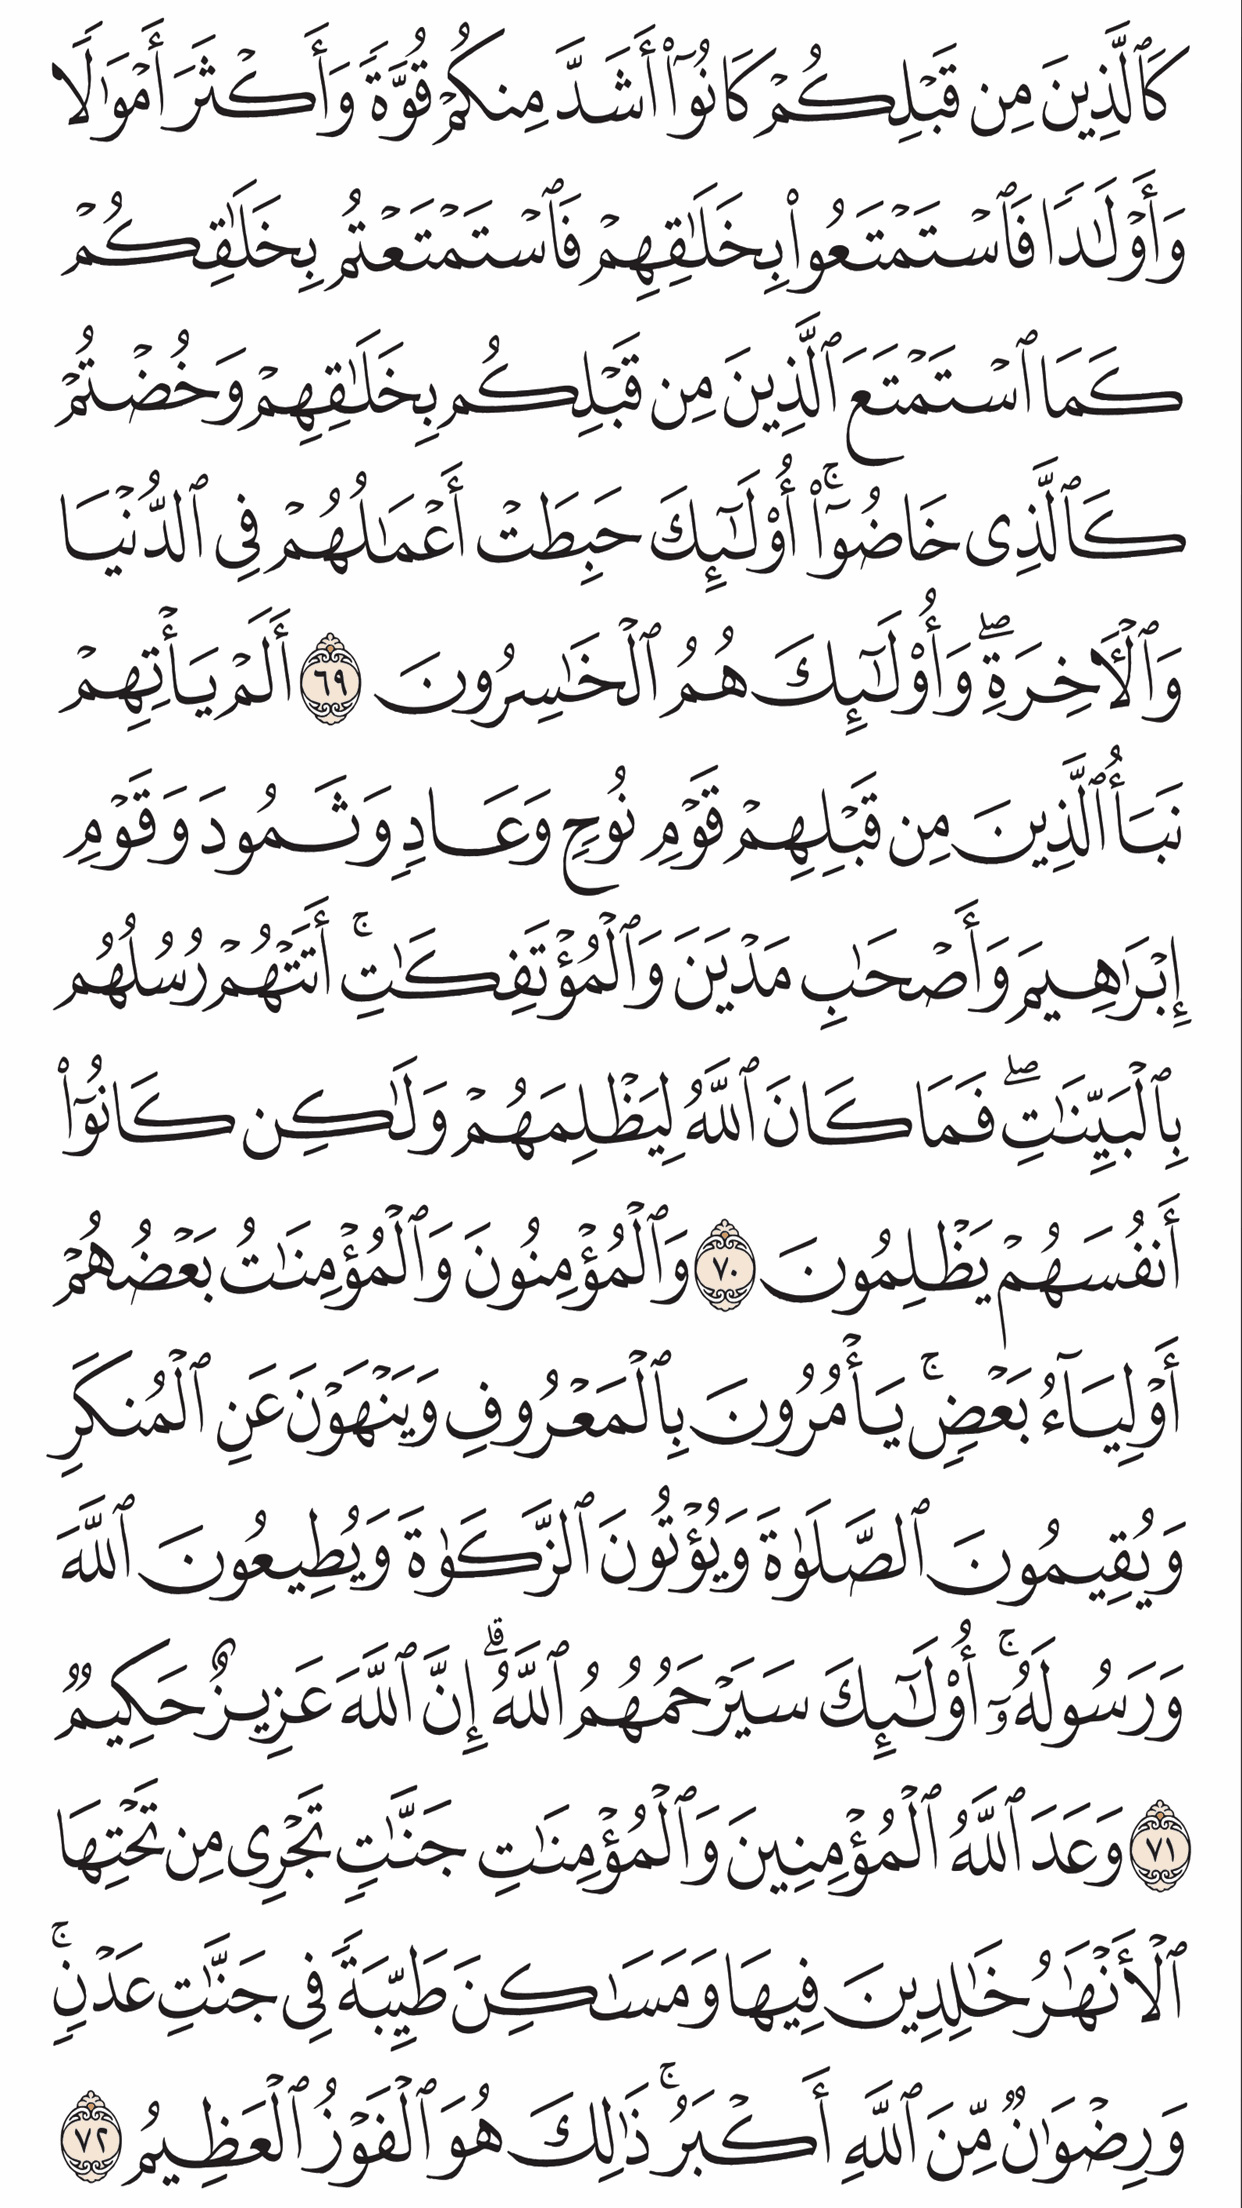 كَٱلَّذِينَ مِن قَبْلِكُمْ كَانُوٓا۟ أَشَدَّ مِنكُمْ قُوَّةً وَأَكْثَرَ أَمْوَٰلًا
وَأَوْلَـٰدًا فَٱسْتَمْتَعُوا۟ بِخَلَـٰقِهِمْ فَٱسْتَمْتَعْتُم بِخَلَـٰقِكُمْ
كَمَا ٱسْتَمْتَعَ ٱلَّذِينَ مِن قَبْلِكُم بِخَلَـٰقِهِمْ وَخُضْتُمْ
كَٱلَّذِى خَاضُوٓا۟ ۚ أُو۟لَـٰٓئِكَ حَبِطَتْ أَعْمَـٰلُهُمْ فِى ٱلدُّنْيَا
وَٱلْـَٔاخِرَةِ ۖ وَأُو۟لَـٰٓئِكَ هُمُ ٱلْخَـٰسِرُونَ ٦٩ أَلَمْ يَأْتِهِمْ
نَبَأُ ٱلَّذِينَ مِن قَبْلِهِمْ قَوْمِ نُوحٍ وَعَادٍ وَثَمُودَ وَقَوْمِ
إِبْرَٰهِيمَ وَأَصْحَـٰبِ مَدْيَنَ وَٱلْمُؤْتَفِكَـٰتِ ۚ أَتَتْهُمْ رُسُلُهُم
بِٱلْبَيِّنَـٰتِ ۖ فَمَا كَانَ ٱللَّهُ لِيَظْلِمَهُمْ وَلَـٰكِن كَانُوٓا۟
أَنفُسَهُمْ يَظْلِمُونَ ٧٠ وَٱلْمُؤْمِنُونَ وَٱلْمُؤْمِنَـٰتُ بَعْضُهُمْ
أَوْلِيَآءُ بَعْضٍ ۚ يَأْمُرُونَ بِٱلْمَعْرُوفِ وَيَنْهَوْنَ عَنِ ٱلْمُنكَرِ
وَيُقِيمُونَ ٱلصَّلَوٰةَ وَيُؤْتُونَ ٱلزَّكَوٰةَ وَيُطِيعُونَ ٱللَّهَ
وَرَسُولَهُۥٓ ۚ أُو۟لَـٰٓئِكَ سَيَرْحَمُهُمُ ٱللَّهُ ۗ إِنَّ ٱللَّهَ عَزِيزٌ حَكِيمٌ
٧١ وَعَدَ ٱللَّهُ ٱلْمُؤْمِنِينَ وَٱلْمُؤْمِنَـٰتِ جَنَّـٰتٍ تَجْرِى مِن تَحْتِهَا
ٱلْأَنْهَـٰرُ خَـٰلِدِينَ فِيهَا وَمَسَـٰكِنَ طَيِّبَةً فِى جَنَّـٰتِ عَدْنٍ ۚ
وَرِضْوَٰنٌ مِّنَ ٱللَّهِ أَكْبَرُ ۚ ذَٰلِكَ هُوَ ٱلْفَوْزُ ٱلْعَظِيمُ ٧٢